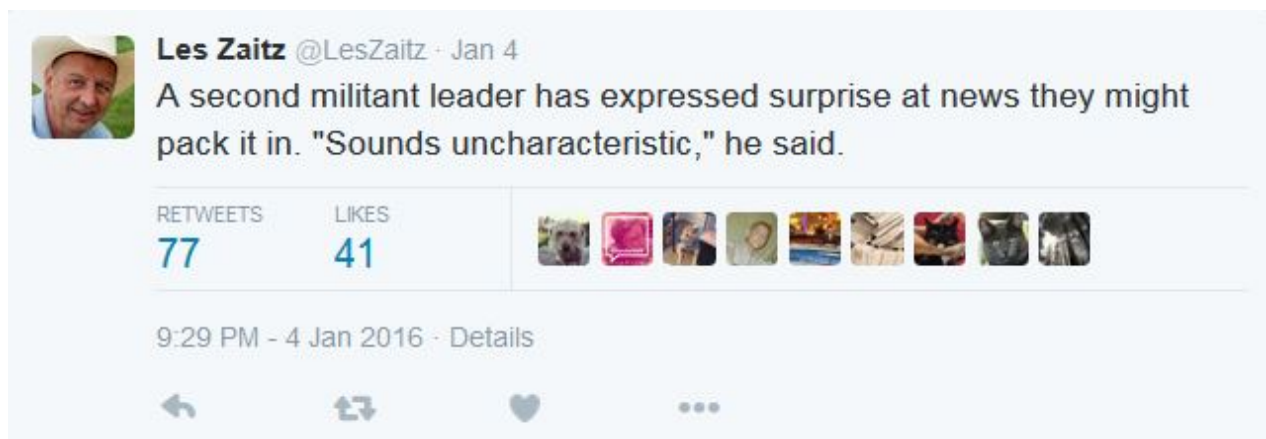 Les Zaitz @LesZaitz · Jan 4
A second militant leader has expressed surprise at news they might
pack it in. "Sounds uncharacteristic," he said.
RETWEETS LIKES
77 41
9:29 PM - 4 Jan 2016 · Details